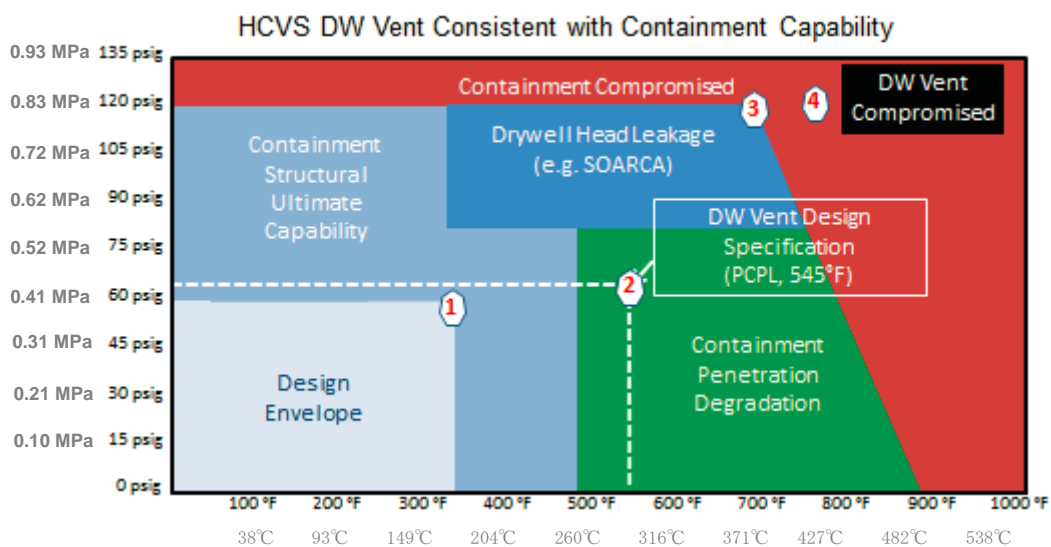 HCVS DW Vent Consistent with Containment Capability
0.93 MPa 135 psig
0.83 MPa 120 psig
0.72 MPa 105 psig
0.62 MPa 90 psig
0.52 MPa 75 psig
0.41 MPa 60 psig
0.31 MPa 45 psig
0.21 MPa 30 psig
0.10 MPa 15 psig
0 psig
Containment Compromised
3
4
DW Vent
Compromised
Containment
Structural
Ultimate
Capability
Drywell Head Leakage
(e.g. SOARCA)
DW Vent Design
Specification
(PCPL, 545°F)
2
1
Design
Envelope
Containment
Penetration
Degradation
100 °F 200 °F 300 °F 400 °F 500 °F 600 °F 700 °F 800 °F 900 °F 1000 °F
38℃ 93℃ 149℃ 204℃ 260℃ 316℃ 371℃ 427℃ 482℃ 538℃